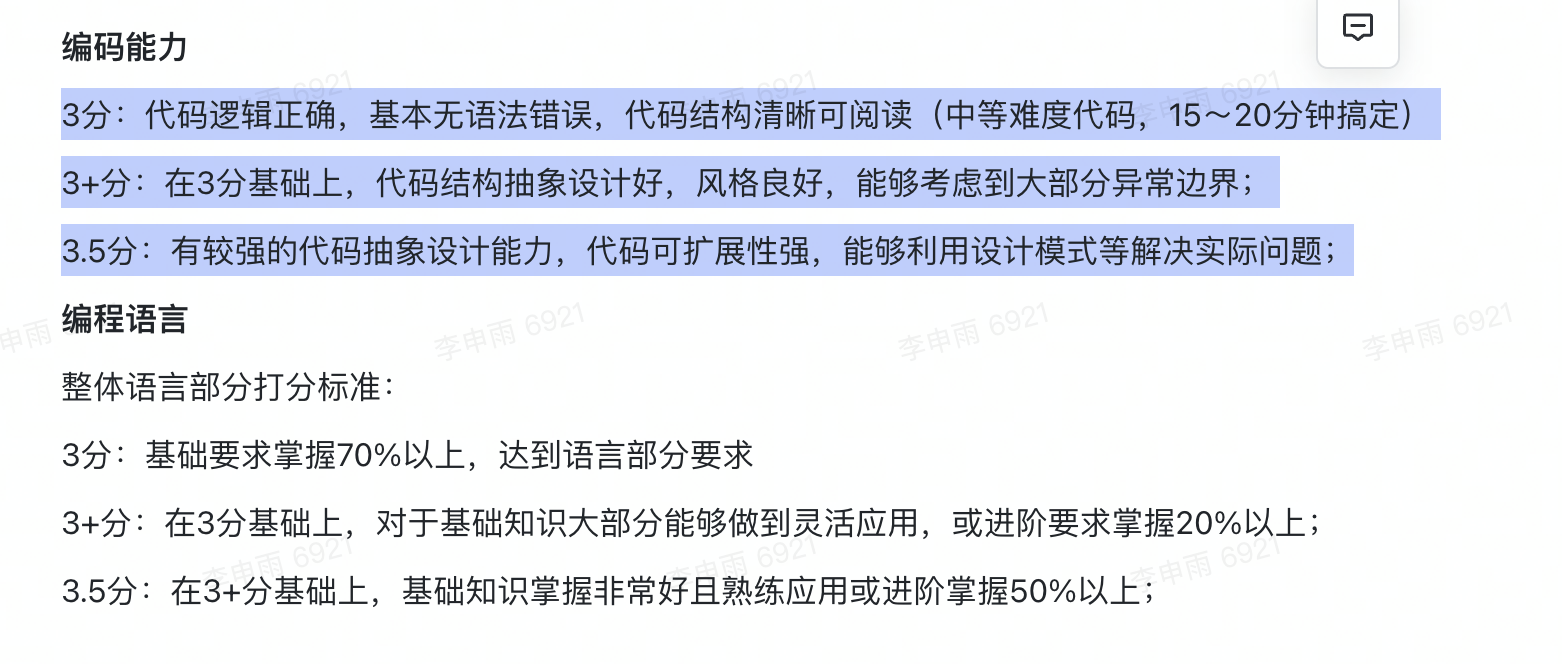 编码能力
3分：代码逻辑正确，基本无语法错误，代码结构清晰可阅读（中等难度代码，15～20分钟搞定）
3+分：在3分基础上，代码结构抽象设计好，风格良好，能够考虑到大部分异常边界；
3.5分：有较强的代码抽象设计能力，代码可扩展性强，能够利用设计模式等解决实际问题；
编程语言
申雨 李申雨 6921 李申雨 6921 李申雨 6921
整体语言部分打分标准：
3分：基础要求掌握70%以上，达到语言部分要求
3+分：在3分基础上，对于基础知识大部分能够做到灵活应用，或进阶要求掌握20%以上；
李申雨 6921 李申雨 6921 李申雨 6921
3.5分：在3+分基础上，基础知识掌握非常好且熟练应用或进阶掌握50%以上；